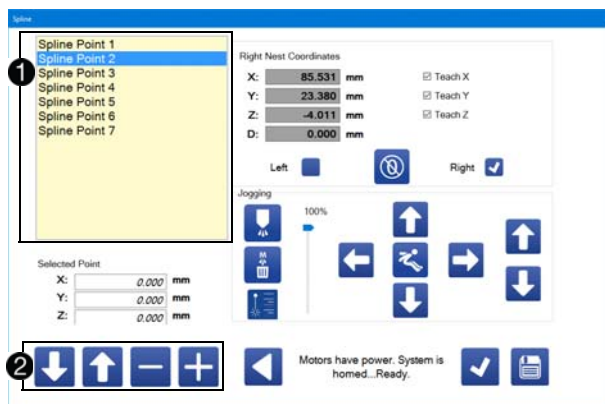 Spline
Spline Point 1
Spline Point 2
Spline Point 3
Spline Point 4
Spline Point 5
Spline Point 6
Spline Point 7
1
Right Nest Coordinates
X: 85.531 mm Teach X
Y: 23.380 mm Teach Y
Z: -4.011 mm Teach Z
D: 0.000 mm
Left Right
Jogging
100%
M
Selected Point
X: 0.000 mm
Y: 0.000 mm
Z: 0.000 mm
2
Motors have power. System is
homed...Ready.